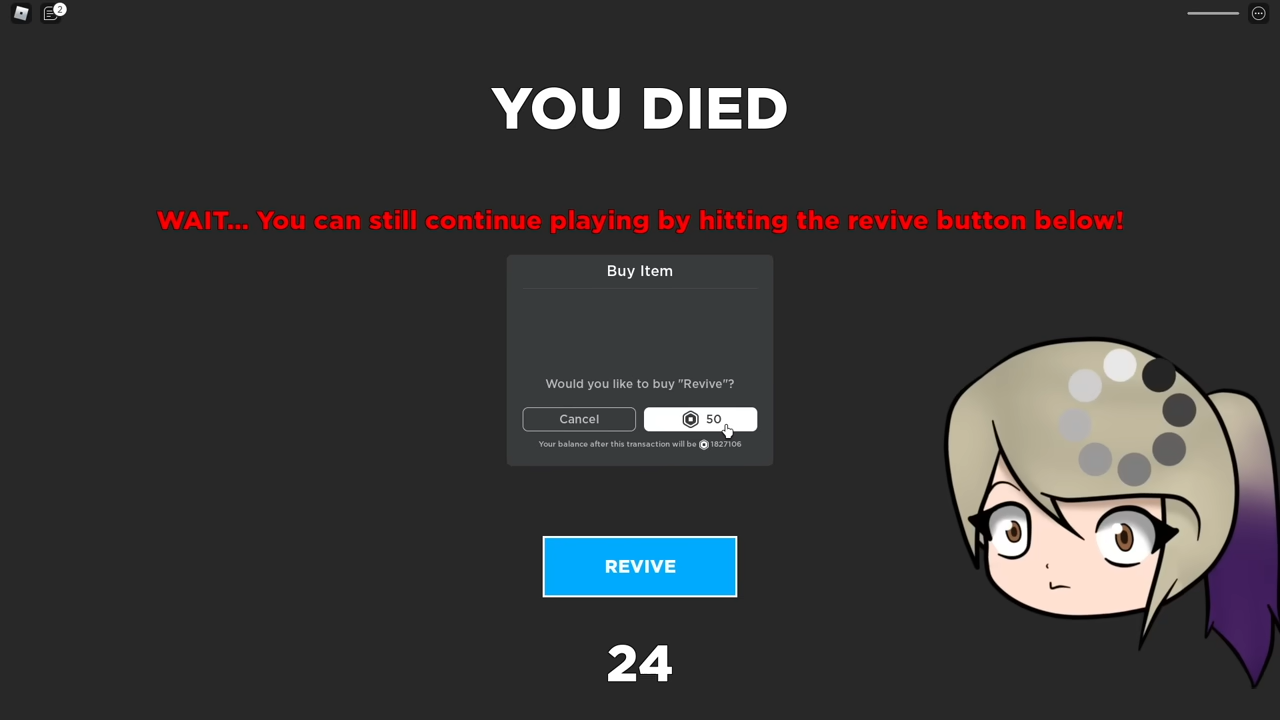 2
YOU DIED
WAIT... You can still continue playing by hitting the revive button below!
Buy Item
Would you like to buy "Revive"?
Cancel
50
Your balance after this transaction will be 1827106
REVIVE
24